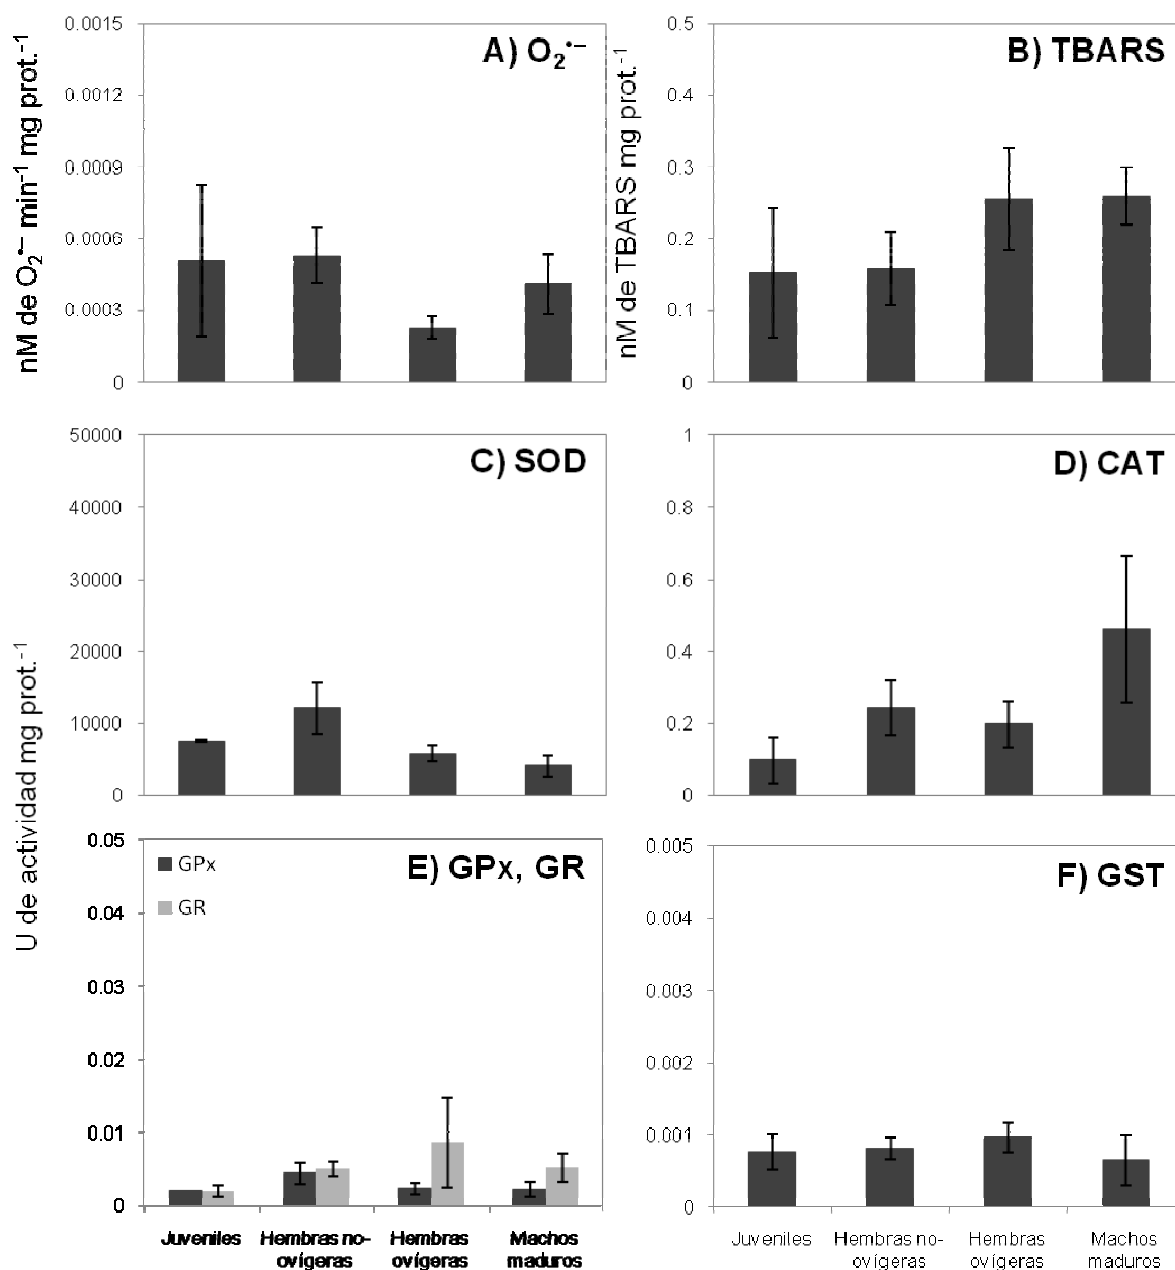 A) O₂•−
nM de O₂•− min⁻¹ mg prot.⁻¹
0.0015
0.0012
0.0009
0.0006
0.0003
0
B) TBARS
nM de TBARS mg prot.⁻¹
0.5
0.4
0.3
0.2
0.1
0
U de actividad mg prot.⁻¹
C) SOD
50000
40000
30000
20000
10000
0
D) CAT
1
0.8
0.6
0.4
0.2
0
E) GPx, GR
GPx
GR
0.05
0.04
0.03
0.02
0.01
0
Juveniles
Hembras no-
ovígeras
Hembras
ovígeras
Machos
maduros
F) GST
0.005
0.004
0.003
0.002
0.001
0
Juveniles
Hembras no-
ovígeras
Hembras
ovígeras
Machos
maduros